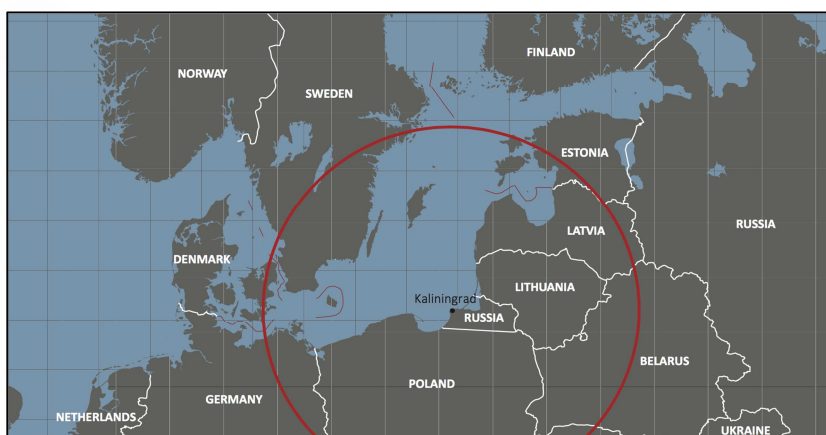 FINLAND
NORWAY
SWEDEN
ESTONIA
RUSSIA
LATVIA
DENMARK
LITHUANIA
Kaliningrad
RUSSIA
BELARUS
POLAND
GERMANY
NETHERLANDS
UKRAINE